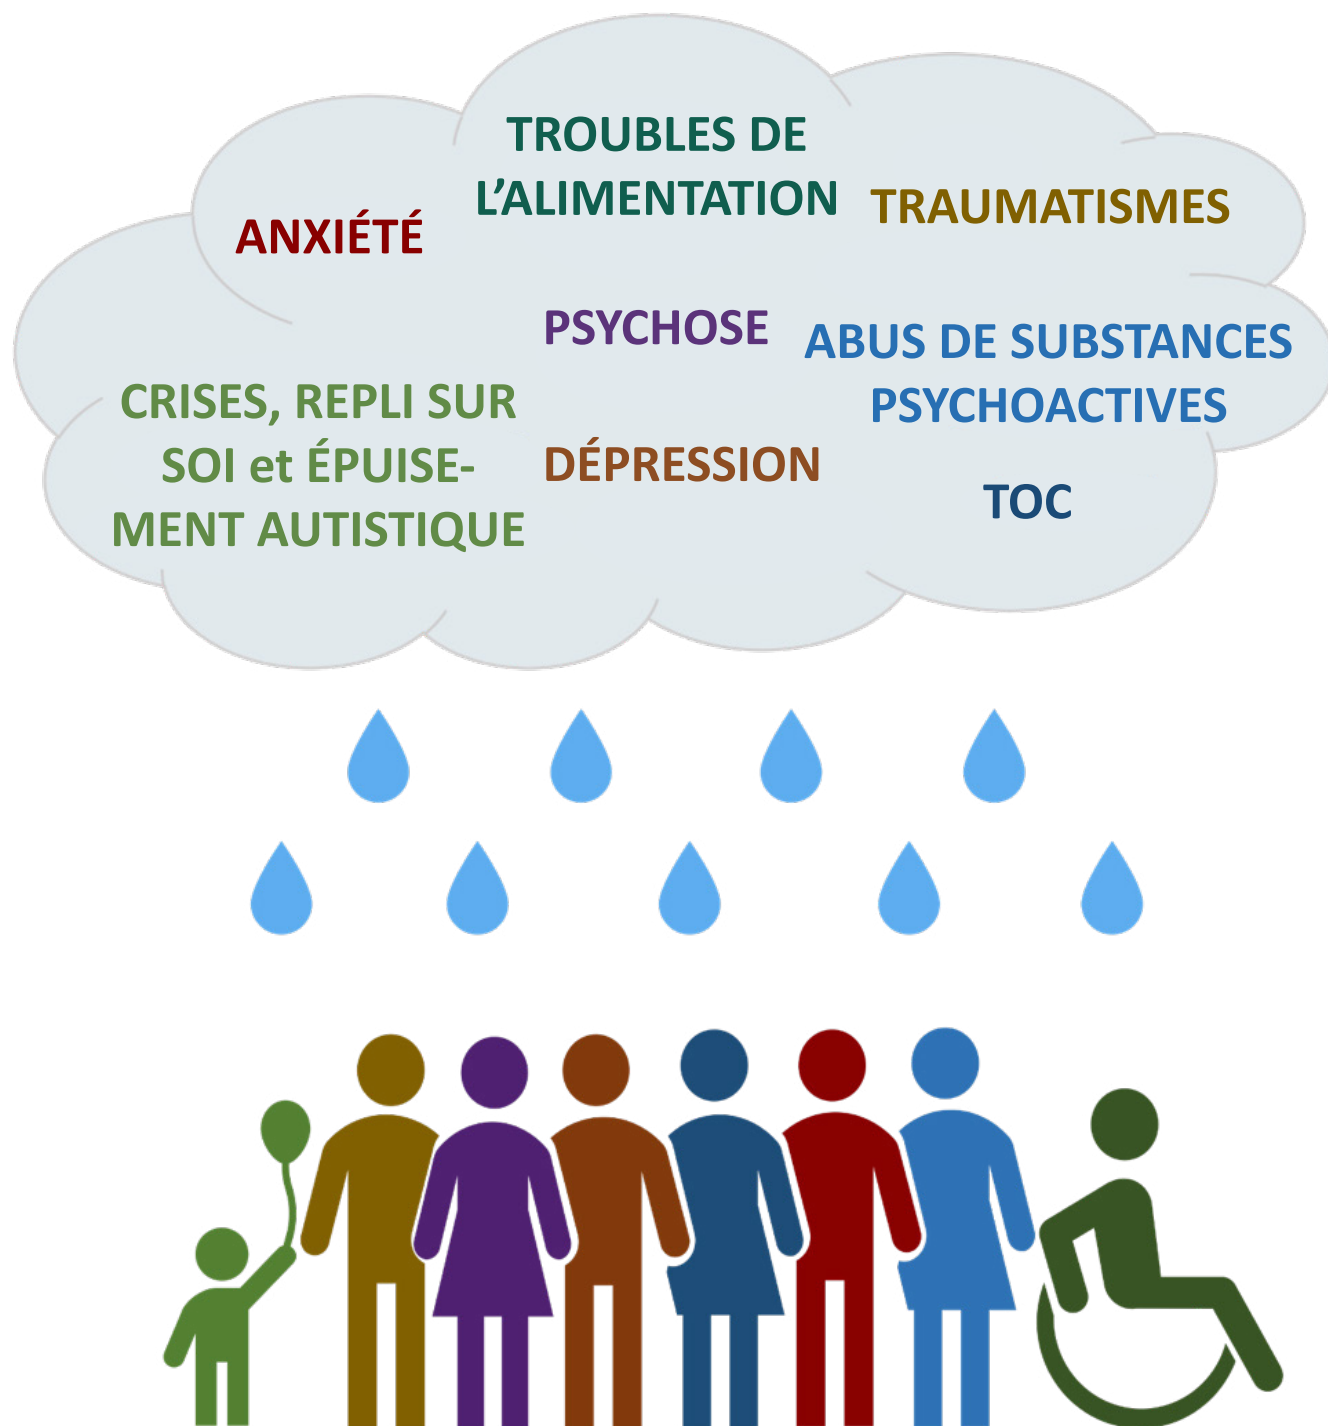 TROUBLES DE
L’ALIMENTATION
TRAUMATISMES
ANXIÉTÉ
PSYCHOSE
ABUS DE SUBSTANCES
PSYCHOACTIVES
CRISES, REPLI SUR
SOI et ÉPUISE-
MENT AUTISTIQUE
DÉPRESSION
TOC